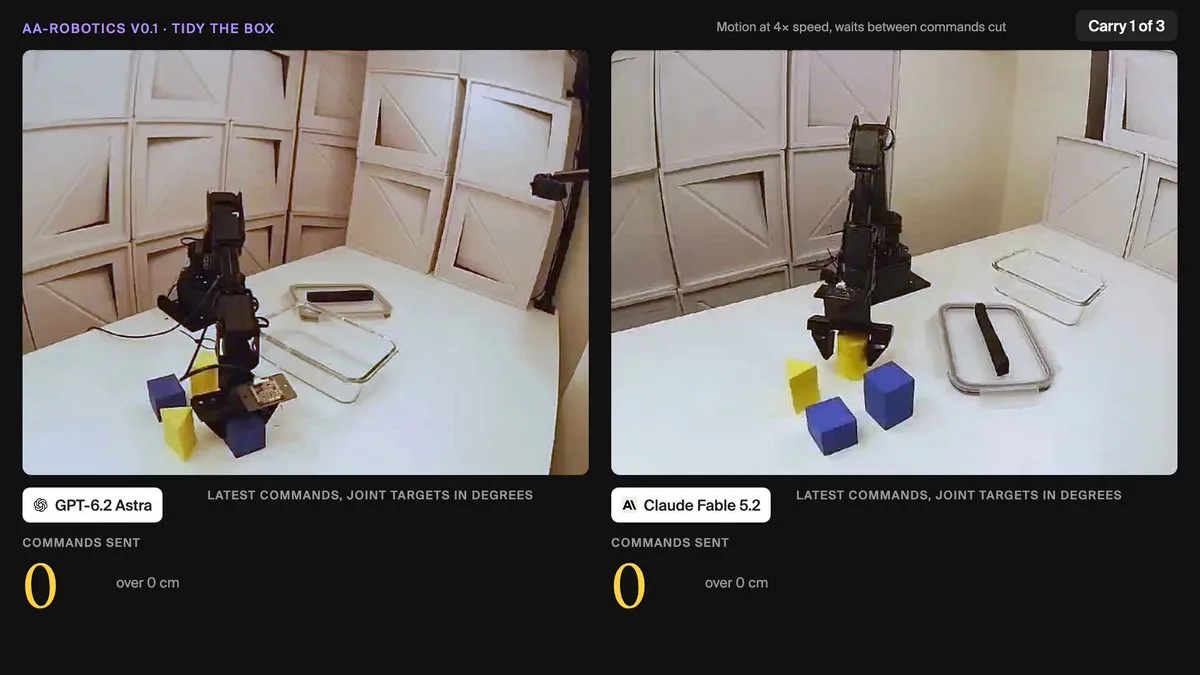 AA-ROBOTICS V0.1 · TIDY THE BOX
Motion at 4× speed, waits between commands cut
Carry 1 of 3
GPT-6.2 Astra
LATEST COMMANDS, JOINT TARGETS IN DEGREES
COMMANDS SENT
0
over 0 cm
Claude Fable 5.2
LATEST COMMANDS, JOINT TARGETS IN DEGREES
COMMANDS SENT
0
over 0 cm